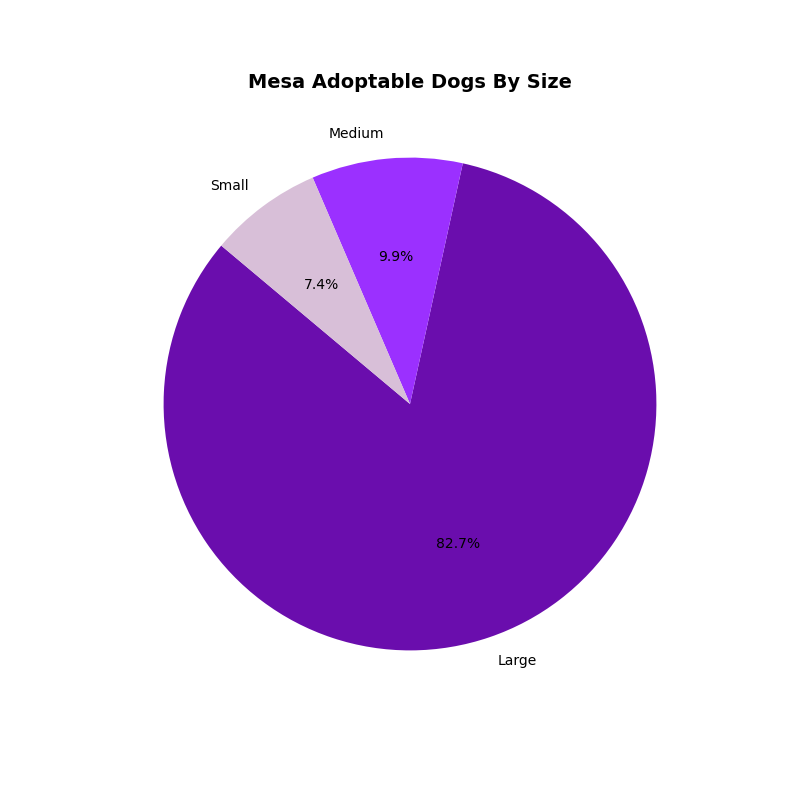 Mesa Adoptable Dogs By Size
Medium
Small
9.9%
7.4%
82.7%
Large